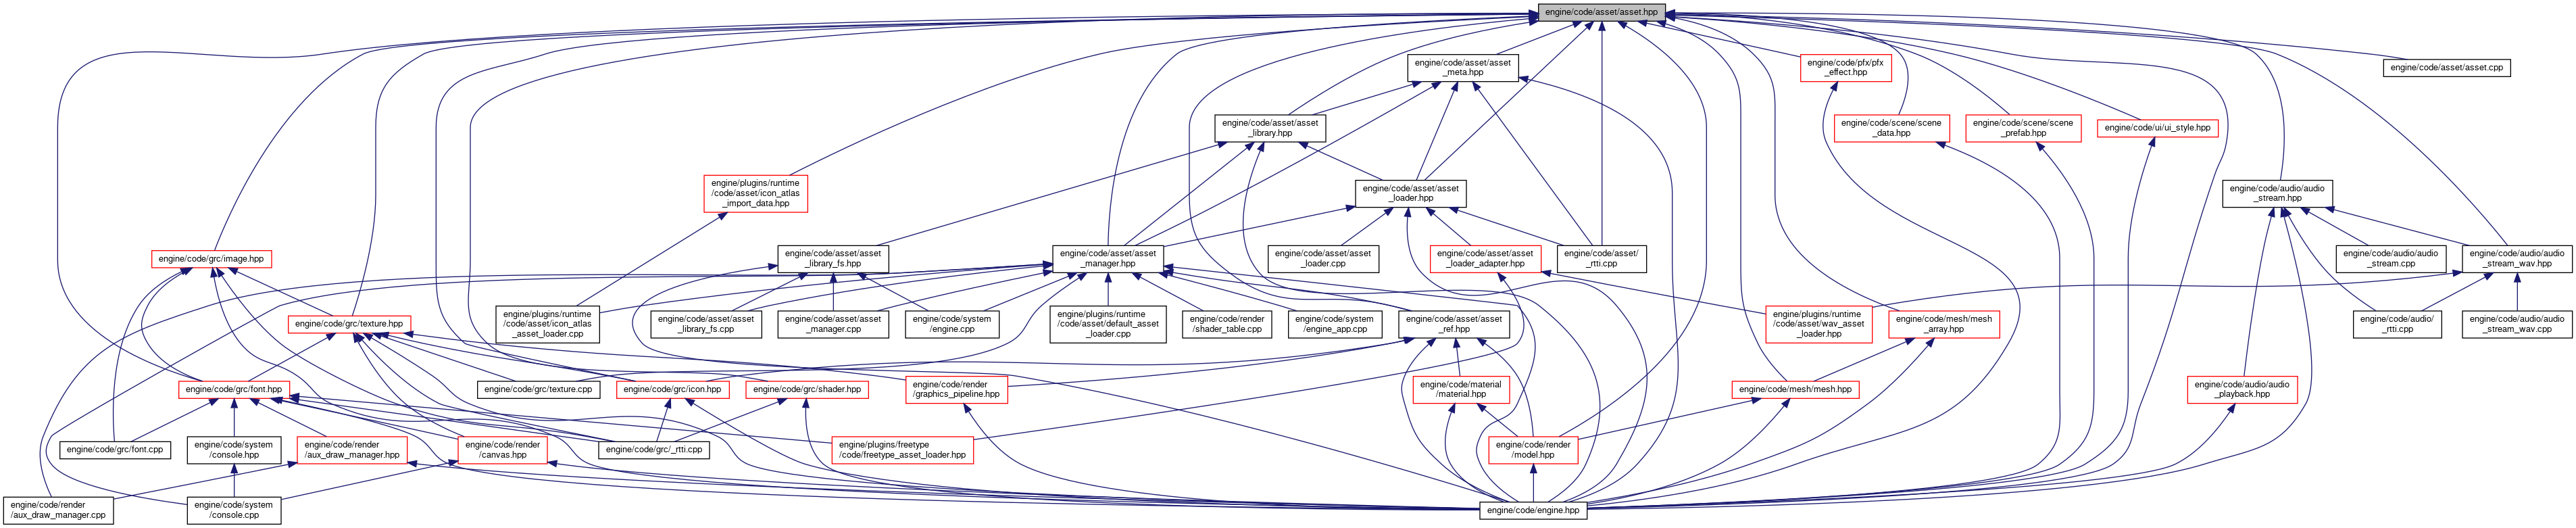 engine/code/asset/asset.hpp
engine/code/asset/asset
_meta.hpp
engine/code/pfx/pfx
_effect.hpp
engine/code/asset/asset.cpp
engine/code/asset/asset
_library.hpp
engine/code/scene/scene
_data.hpp
engine/code/scene/scene
_prefab.hpp
engine/code/ui/ui_style.hpp
engine/plugins/runtime
/code/asset/icon_atlas
_import_data.hpp
engine/code/asset/asset
_loader.hpp
engine/code/audio/audio
_stream.hpp
engine/code/grc/image.hpp
engine/code/asset/asset
_library_fs.hpp
engine/code/asset/asset
_manager.hpp
engine/code/asset/asset
_loader.cpp
engine/code/asset/asset
_loader_adapter.hpp
engine/code/asset/
_rtti.cpp
engine/code/audio/audio
_stream.cpp
engine/code/audio/audio
_stream_wav.hpp
engine/code/grc/texture.hpp
engine/plugins/runtime
/code/asset/icon_atlas
_asset_loader.cpp
engine/code/asset/asset
_library_fs.cpp
engine/code/asset/asset
_manager.cpp
engine/code/system
/engine.cpp
engine/plugins/runtime
/code/asset/default_asset
_loader.cpp
engine/code/render
/shader_table.cpp
engine/code/system
/engine_app.cpp
engine/code/asset/asset
_ref.hpp
engine/plugins/runtime
/code/asset/wav_asset
_loader.hpp
engine/code/mesh/mesh
_array.hpp
engine/code/audio/
_rtti.cpp
engine/code/audio/audio
_stream_wav.cpp
engine/code/grc/font.hpp
engine/code/grc/texture.cpp
engine/code/grc/icon.hpp
engine/code/grc/shader.hpp
engine/code/render
/graphics_pipeline.hpp
engine/code/material
/material.hpp
engine/code/mesh/mesh.hpp
engine/code/audio/audio
_playback.hpp
engine/code/grc/font.cpp
engine/code/system
/console.hpp
engine/code/render
/aux_draw_manager.hpp
engine/code/render
/canvas.hpp
engine/code/grc/_rtti.cpp
engine/plugins/freetype
/code/freetype_asset_loader.hpp
engine/code/render
/model.hpp
engine/code/render
/aux_draw_manager.cpp
engine/code/system
/console.cpp
engine/code/engine.hpp